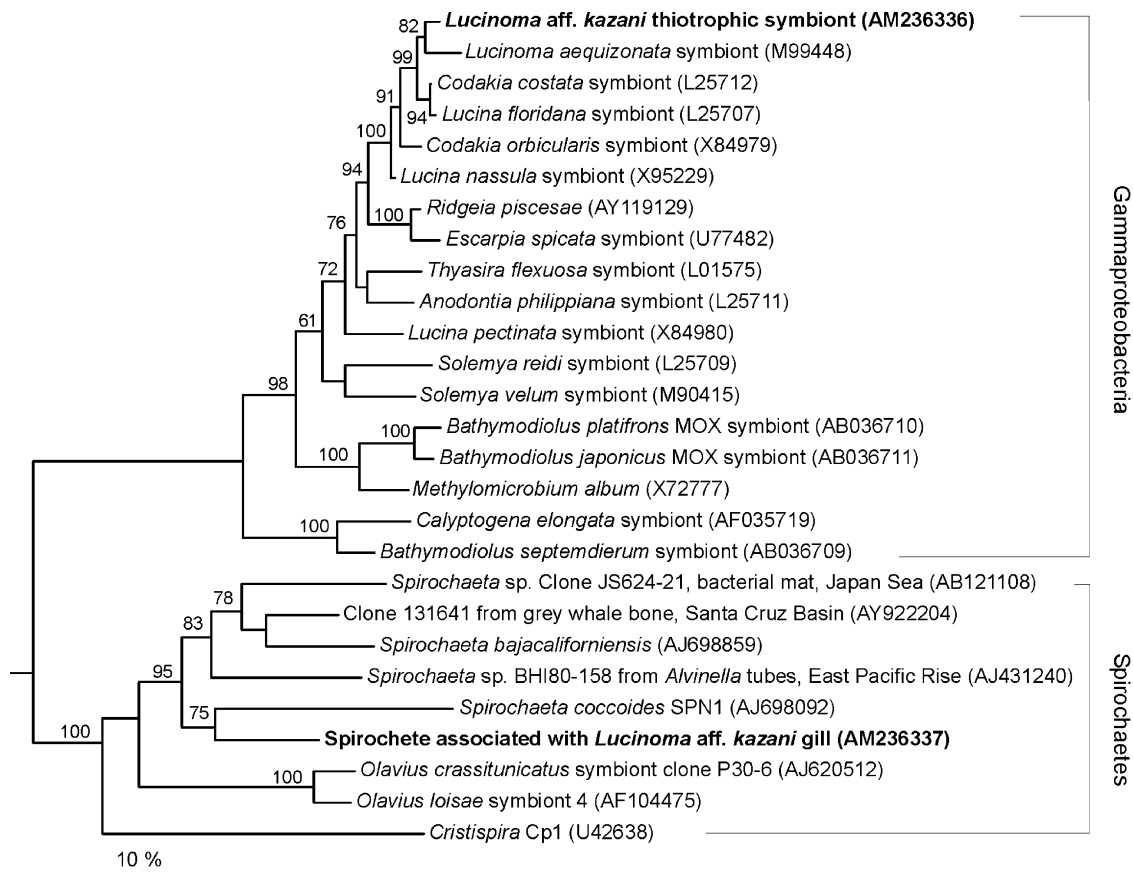 82
Lucinoma aff. kazani thiotrophic symbiont (AM236336)
Lucinoma aequizonata symbiont (M99448)
99
Codakia costata symbiont (L25712)
91
94
Lucina floridana symbiont (L25707)
100
Codakia orbicularis symbiont (X84979)
94
Lucina nassula symbiont (X95229)
Ridgeia piscesae (AY119129)
100
76
Escarpia spicata symbiont (U77482)
72
Thyasira flexuosa symbiont (L01575)
Anodontia philippiana symbiont (L25711)
61
Lucina pectinata symbiont (X84980)
Solemya reidi symbiont (L25709)
98
Solemya velum symbiont (M90415)
100
Bathymodiolus platifrons MOX symbiont (AB036710)
100
Bathymodiolus japonicus MOX symbiont (AB036711)
Methylomicrobium album (X72777)
100
Calyptogena elongata symbiont (AF035719)
Bathymodiolus septemdierum symbiont (AB036709)
Gammaproteobacteria
Spirochaeta sp. Clone JS624-21, bacterial mat, Japan Sea (AB121108)
78
Clone 131641 from grey whale bone, Santa Cruz Basin (AY922204)
83
Spirochaeta bajacaliforniensis (AJ698859)
95
Spirochaeta sp. BHI80-158 from Alvinella tubes, East Pacific Rise (AJ431240)
75
Spirochaeta coccoides SPN1 (AJ698092)
100
Spirochete associated with Lucinoma aff. kazani gill (AM236337)
100
Olavius crassitunicatus symbiont clone P30-6 (AJ620512)
Olavius loisae symbiont 4 (AF104475)
Cristispira Cp1 (U42638)
Spirochaetes
10 %